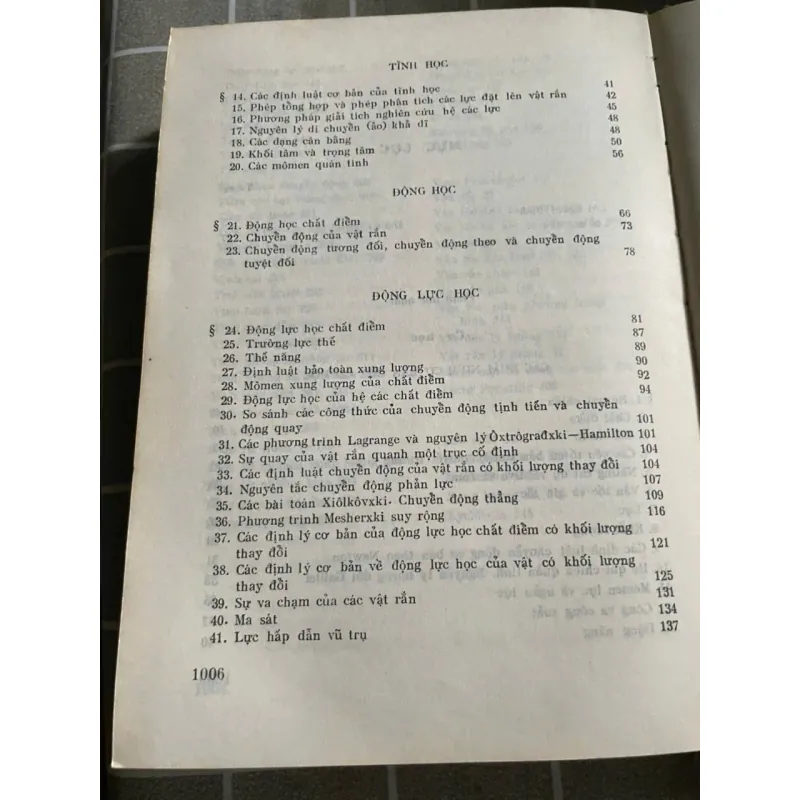 TĨNH HỌC
§ 14. Các định luật cơ bản của tĩnh học 41
15. Phép tổng hợp và phép phân tích các lực đặt lên vật rắn 42
16. Phương pháp giải tích nghiên cứu hệ các lực 45
17. Nguyên lý di chuyển (ảo) khả dĩ 48
18. Các dạng cân bằng 48
19. Khối tâm và trọng tâm 50
20. Các mômen quán tính 56
ĐỘNG HỌC
§ 21. Động học chất điểm 66
22. Chuyển động của vật rắn 73
23. Chuyển động tương đối, chuyển động theo và chuyển động
tuyệt đối 78
ĐỘNG LỰC HỌC
§ 24. Động lực học chất điểm 81
25. Trường lực thế 87
26. Thế năng 89
27. Định luật bảo toàn xung lượng 90
28. Mômen xung lượng của chất điểm 92
29. Động lực học của hệ các chất điểm 94
30. So sánh các công thức của chuyển động tịnh tiến và chuyển
động quay 101
31. Các phương trình Lagrange và nguyên lý Ôxtrôgrađxki—Hamilton 101
32. Sự quay của vật rắn quanh một trục cố định 104
33. Các định luật chuyển động của vật rắn có khối lượng thay đổi 104
34. Nguyên tắc chuyển động phản lực 107
35. Các bài toán Xiôlkôvxki. Chuyển động thẳng 109
36. Phương trình Mesherxki suy rộng 116
37. Các định lý cơ bản của động lực học chất điểm có khối lượng
thay đổi 121
38. Các định lý cơ bản về động lực học của vật có khối lượng
thay đổi 125
39. Sự va chạm của các vật rắn 131
40. Ma sát 134
41. Lực hấp dẫn vũ trụ 137
1006